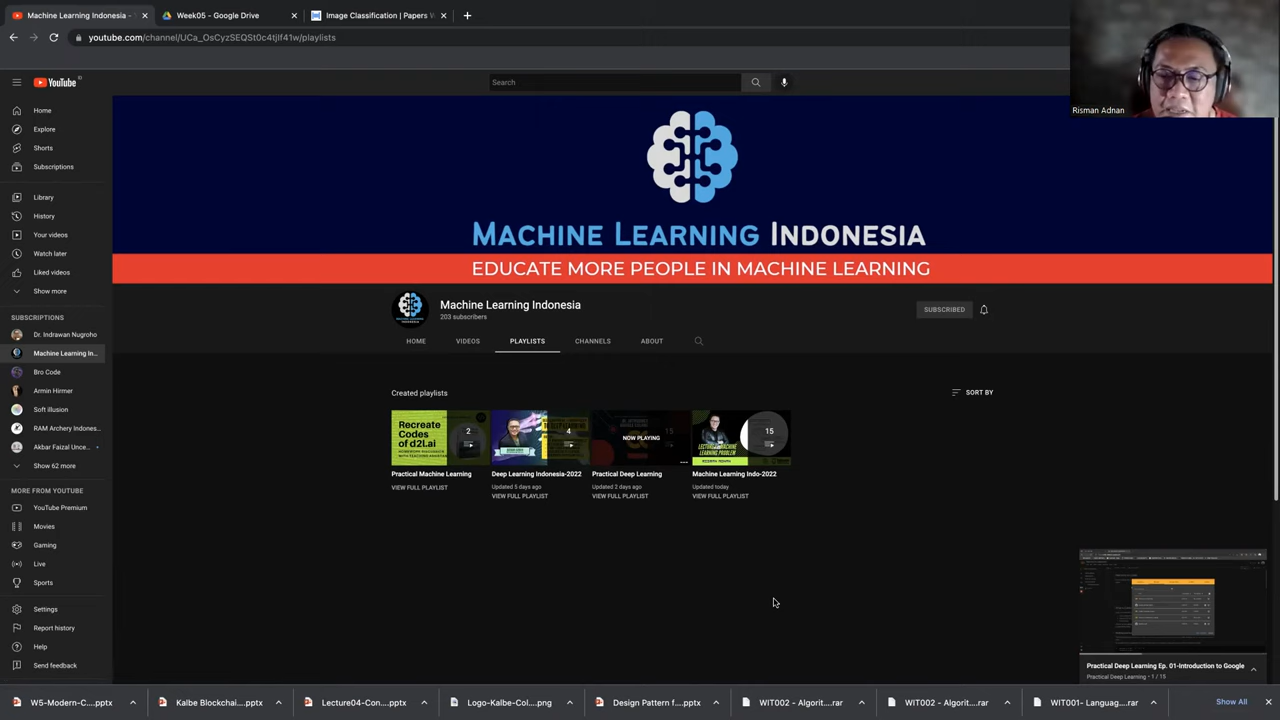 Machine Learning Indonesia -
Week05 - Google Drive
Image Classification | Papers W
youtube.com/channel/UCa_OsCyzSEQSt0c4tjIf41w/playlists
YouTube
ID
Search
Risman Adnan
Home
Explore
Shorts
Subscriptions
Library
History
Your videos
Watch later
Liked videos
Show more
SUBSCRIPTIONS
Dr. Indrawan Nugroho
Machine Learning In...
Bro Code
Armin Hirmer
Soft illusion
RAM Archery Indones...
Akbar Faizal Unce...
Show 62 more
MORE FROM YOUTUBE
YouTube Premium
Movies
Gaming
Live
Sports
Settings
Report history
Help
Send feedback
MACHINE LEARNING INDONESIA
EDUCATE MORE PEOPLE IN MACHINE LEARNING
Machine Learning Indonesia
203 subscribers
SUBSCRIBED
HOME
VIDEOS
PLAYLISTS
CHANNELS
ABOUT
Created playlists
SORT BY
Recreate
Codes
of d2l.ai
2
4
NOW PLAYING
15
15
Practical Machine Learning
VIEW FULL PLAYLIST
Deep Learning Indonesia-2022
Updated 5 days ago
VIEW FULL PLAYLIST
Practical Deep Learning
Updated 2 days ago
VIEW FULL PLAYLIST
Machine Learning Indo-2022
Updated today
VIEW FULL PLAYLIST
Practical Deep Learning Ep. 01-Introduction to Google
Practical Deep Learning • 1 / 15
W5-Modern-C....pptx
Kalbe Blockchai....pptx
Lecture04-Con....pptx
Logo-Kalbe-Col....png
Design Pattern f....pptx
WIT002 - Algorit....rar
WIT002 - Algorit....rar
WIT001- Languag....rar
Show All